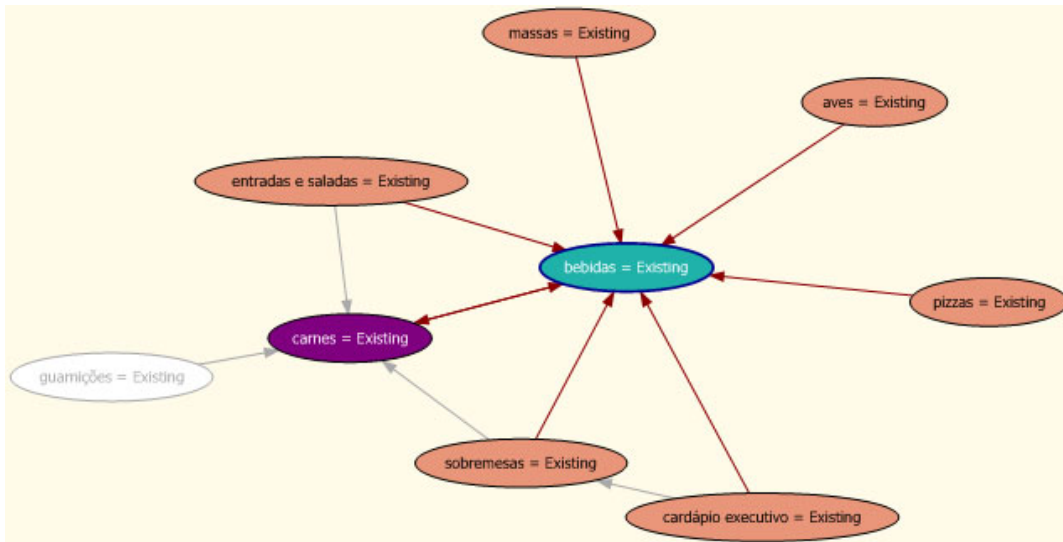 massas = Existing
aves = Existing
entradas e saladas = Existing
bebidas = Existing
pizzas = Existing
carnes = Existing
guarnições = Existing
sobremesas = Existing
cardápio executivo = Existing